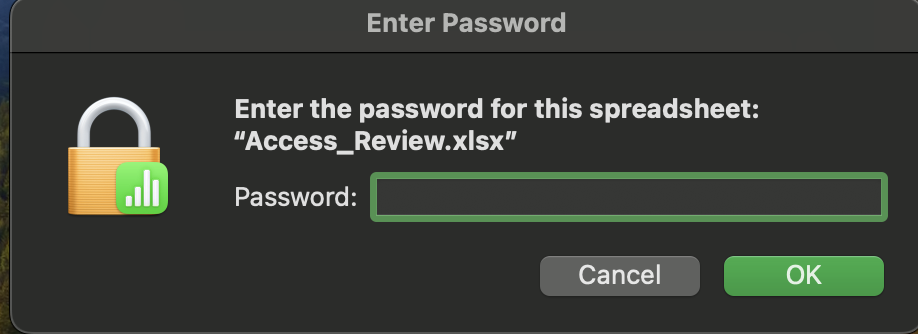 Enter Password
Enter the password for this spreadsheet:
“Access_Review.xlsx”
Password:
Cancel
OK